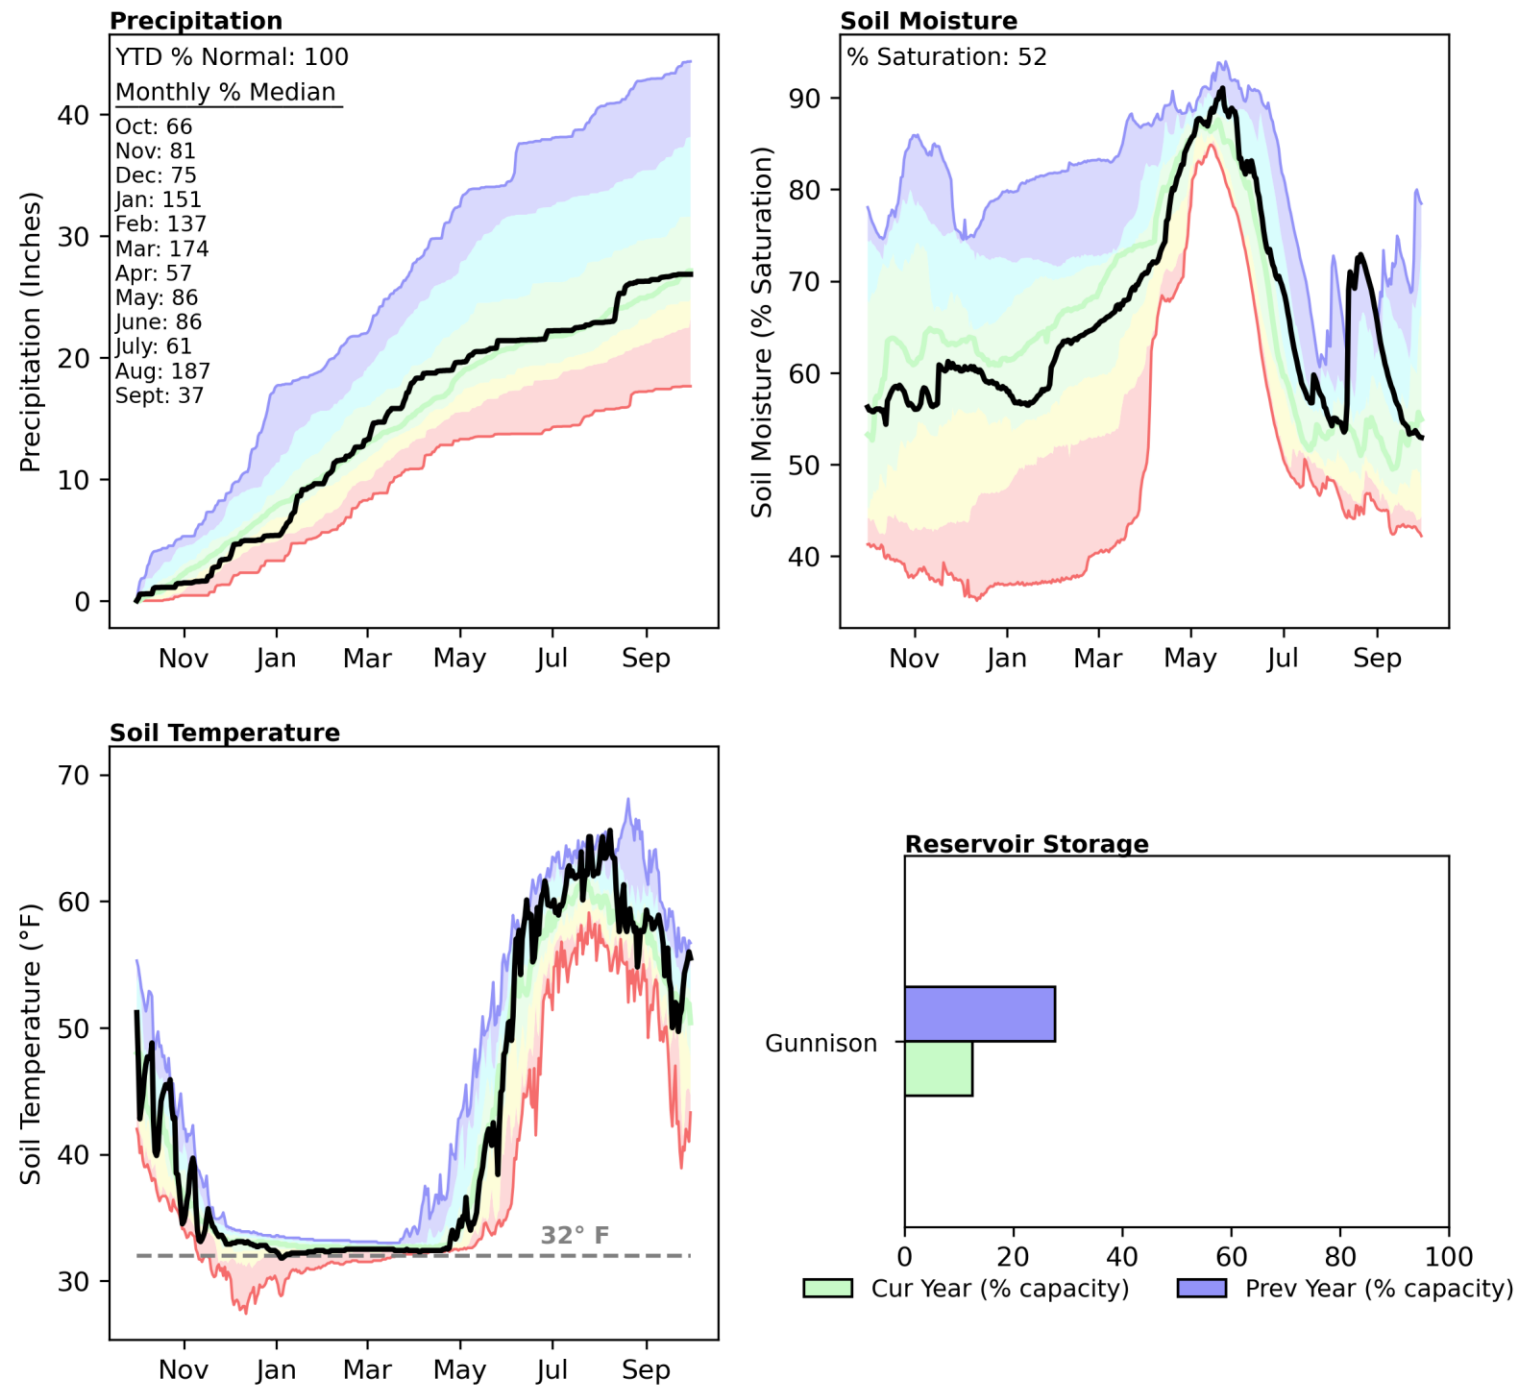 Precipitation
YTD % Normal: 100
Monthly % Median
Oct: 66
Nov: 81
Dec: 75
Jan: 151
Feb: 137
Mar: 174
Apr: 57
May: 86
June: 86
July: 61
Aug: 187
Sept: 37
Precipitation (Inches)
40
30
20
10
0
Nov Jan Mar May Jul Sep
Soil Moisture
% Saturation: 52
Soil Moisture (% Saturation)
90
80
70
60
50
40
Nov Jan Mar May Jul Sep
Soil Temperature
Soil Temperature (°F)
70
60
50
40
30
32° F
Nov Jan Mar May Jul Sep
Reservoir Storage
Gunnison
0 20 40 60 80 100
Cur Year (% capacity) Prev Year (% capacity)